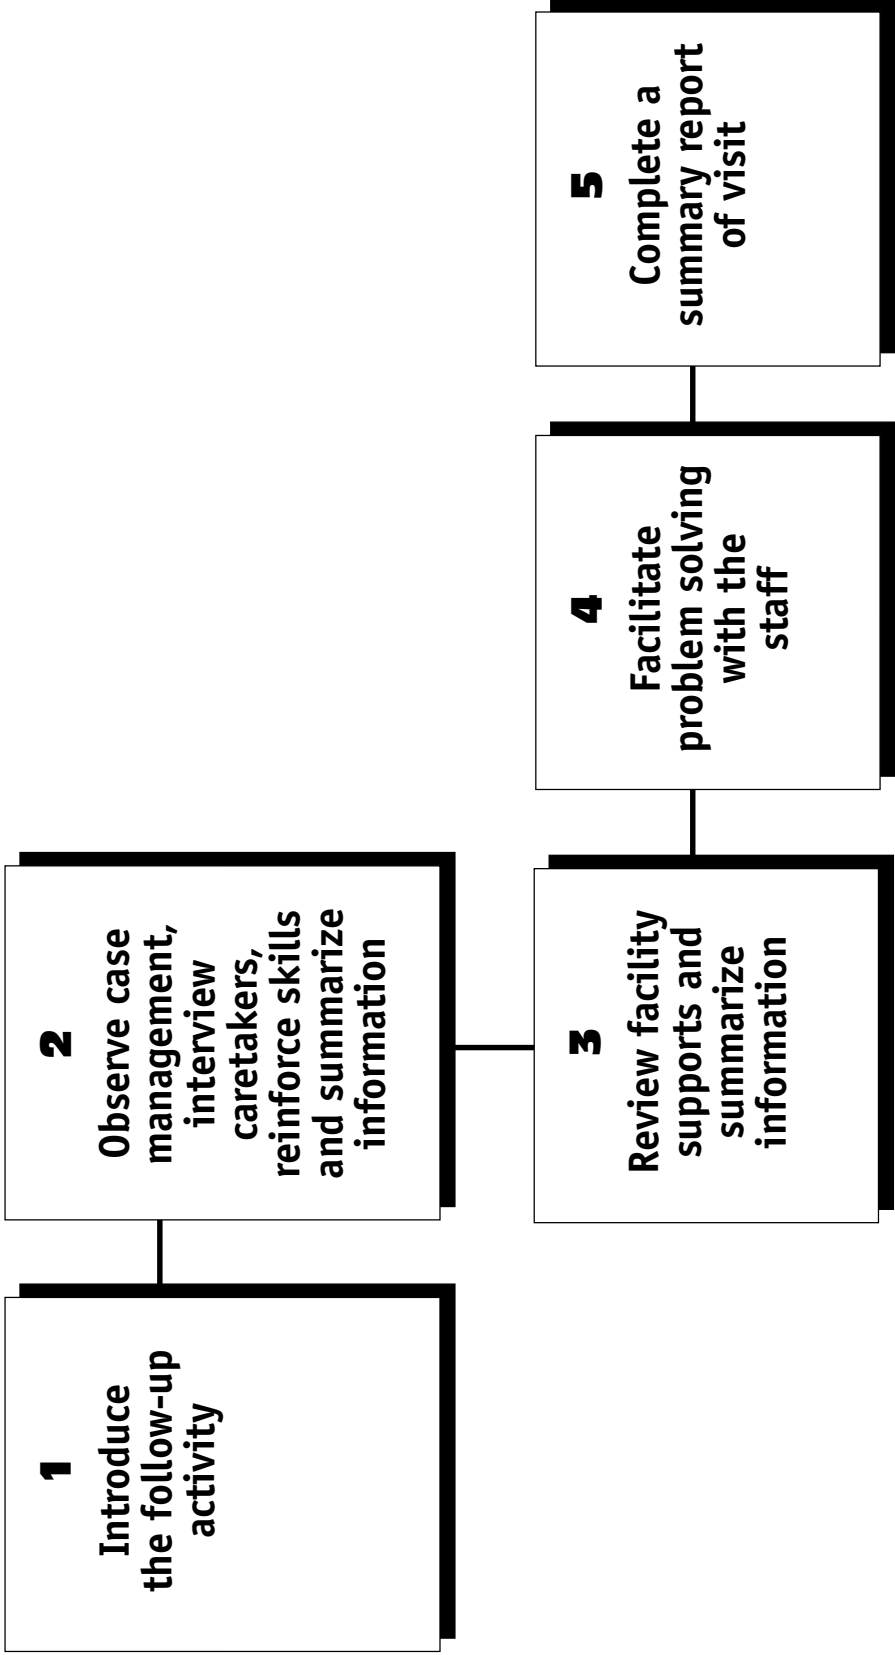 1
Introduce
the follow-up
activity
2
Observe case
management,
interview
caretakers,
reinforce skills
and summarize
information
3
Review facility
supports and
summarize
information
4
Facilitate
problem solving
with the
staff
5
Complete a
summary report
of visit